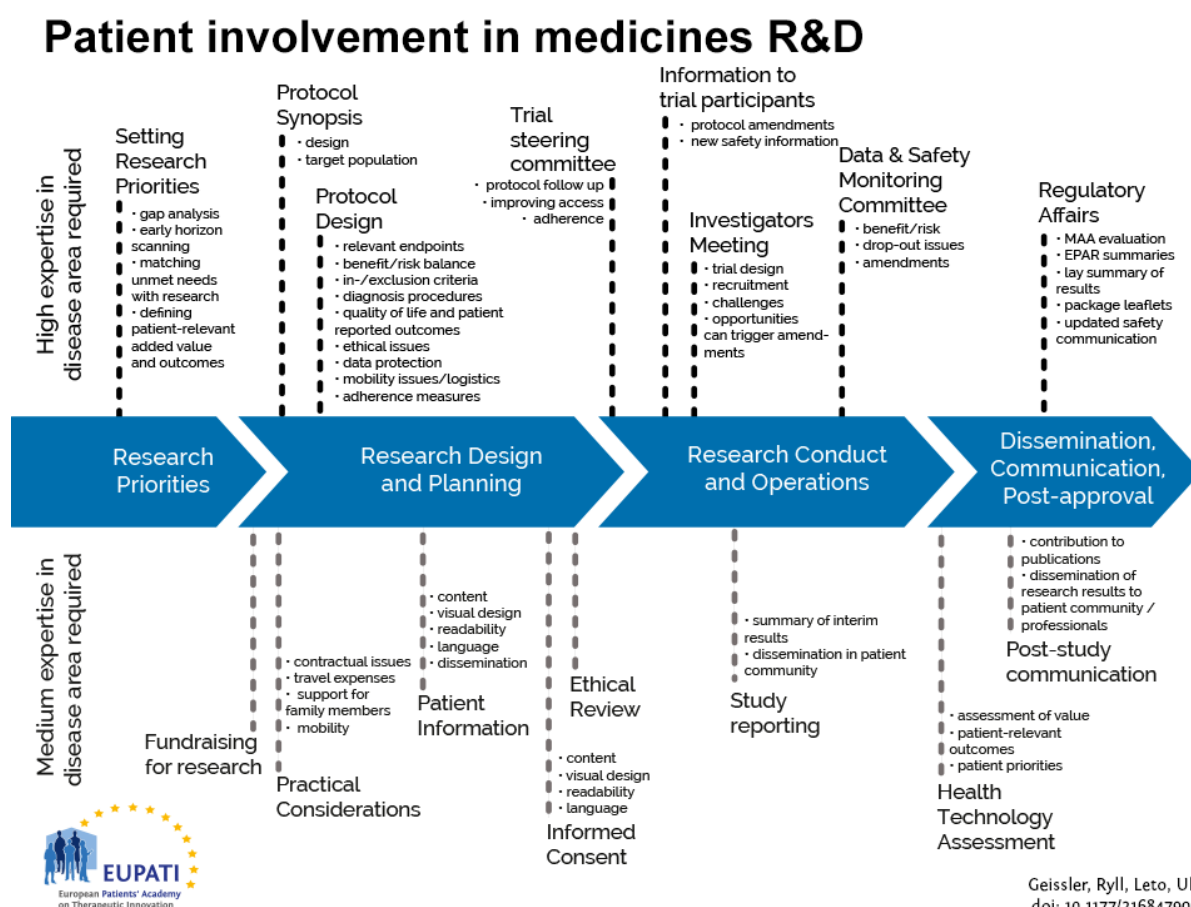 Patient involvement in medicines R&D
High expertise in
disease area required
Setting
Research
Priorities
• gap analysis
• early horizon
scanning
• matching
unmet needs
with research
• defining
patient-relevant
added value
and outcomes
Protocol
Synopsis
• design
• target population
Protocol
Design
• relevant endpoints
• benefit/risk balance
• in-/exclusion criteria
• diagnosis procedures
• quality of life and patient
reported outcomes
• ethical issues
• data protection
• mobility issues/logistics
• adherence measures
Trial
steering
committee
• protocol follow up
• improving access
• adherence
Information to
trial participants
• protocol amendments
• new safety information
Investigators
Meeting
• trial design
• recruitment
• challenges
• opportunities
can trigger amend-
ments
Data & Safety
Monitoring
Committee
• benefit/risk
• drop-out issues
• amendments
Regulatory
Affairs
• MAA evaluation
• EPAR summaries
• lay summary of
results
• package leaflets
• updated safety
communication
Research
Priorities
Research Design
and Planning
Research Conduct
and Operations
Dissemination,
Communication,
Post-approval
Medium expertise in
disease area required
Fundraising
for research
• contractual issues
• travel expenses
• support for
family members
• mobility
Practical
Considerations
• content
• visual design
• readability
• language
• dissemination
Patient
Information
Ethical
Review
• content
• visual design
• readability
• language
Informed
Consent
• summary of interim
results
• dissemination in patient
community
Study
reporting
• contribution to
publications
• dissemination of
research results to
patient community /
professionals
Post-study
communication
• assessment of value
• patient-relevant
outcomes
• patient priorities
Health
Technology
Assessment
EUPATI
European Patients' Academy
on Therapeutic Innovation
Geissler, Ryll, Leto,
doi: